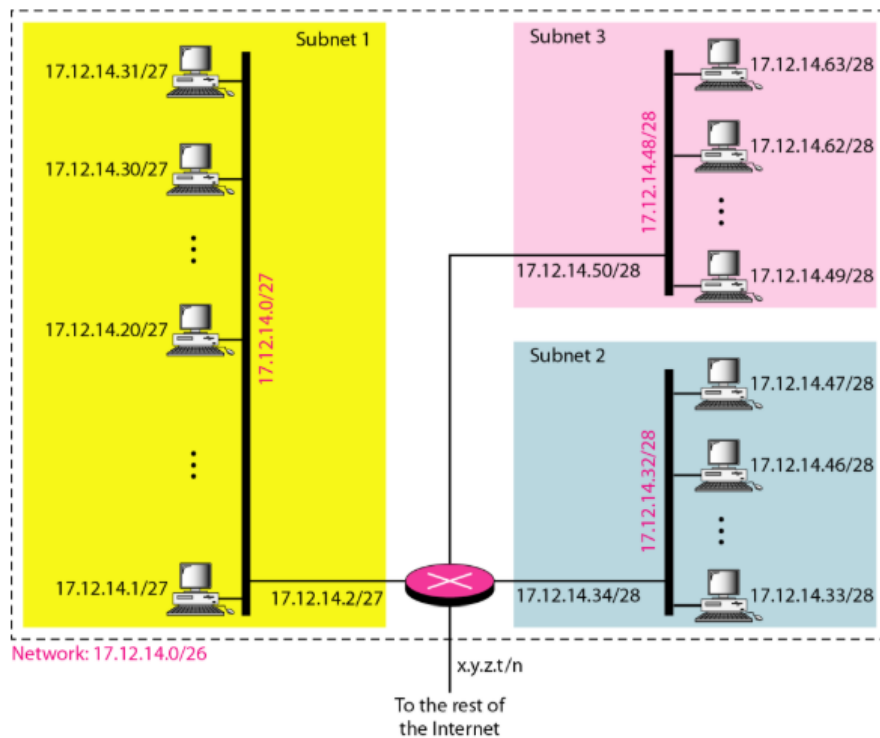 Subnet 1
17.12.14.31/27
17.12.14.30/27
17.12.14.20/27
17.12.14.1/27
17.12.14.0/27
17.12.14.2/27
Subnet 3
17.12.14.63/28
17.12.14.62/28
17.12.14.49/28
17.12.14.48/28
17.12.14.50/28
Subnet 2
17.12.14.47/28
17.12.14.46/28
17.12.14.33/28
17.12.14.32/28
17.12.14.34/28
Network: 17.12.14.0/26
x.y.z.t/n
To the rest of
the Internet